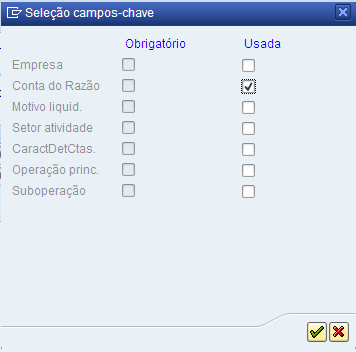 Seleção campos-chave
Obrigatório Usada
Empresa
Conta do Razão
Motivo liquid.
Setor atividade
CaractDetCtas.
Operação princ.
Suboperação